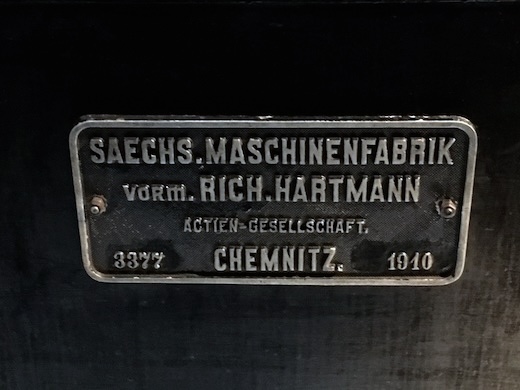 SAECHS. MASCHINENFABRIK
VORM. RICH. HARTMANN
ACTIEN-GESELLSCHAFT.
3377 CHEMNITZ. 1910